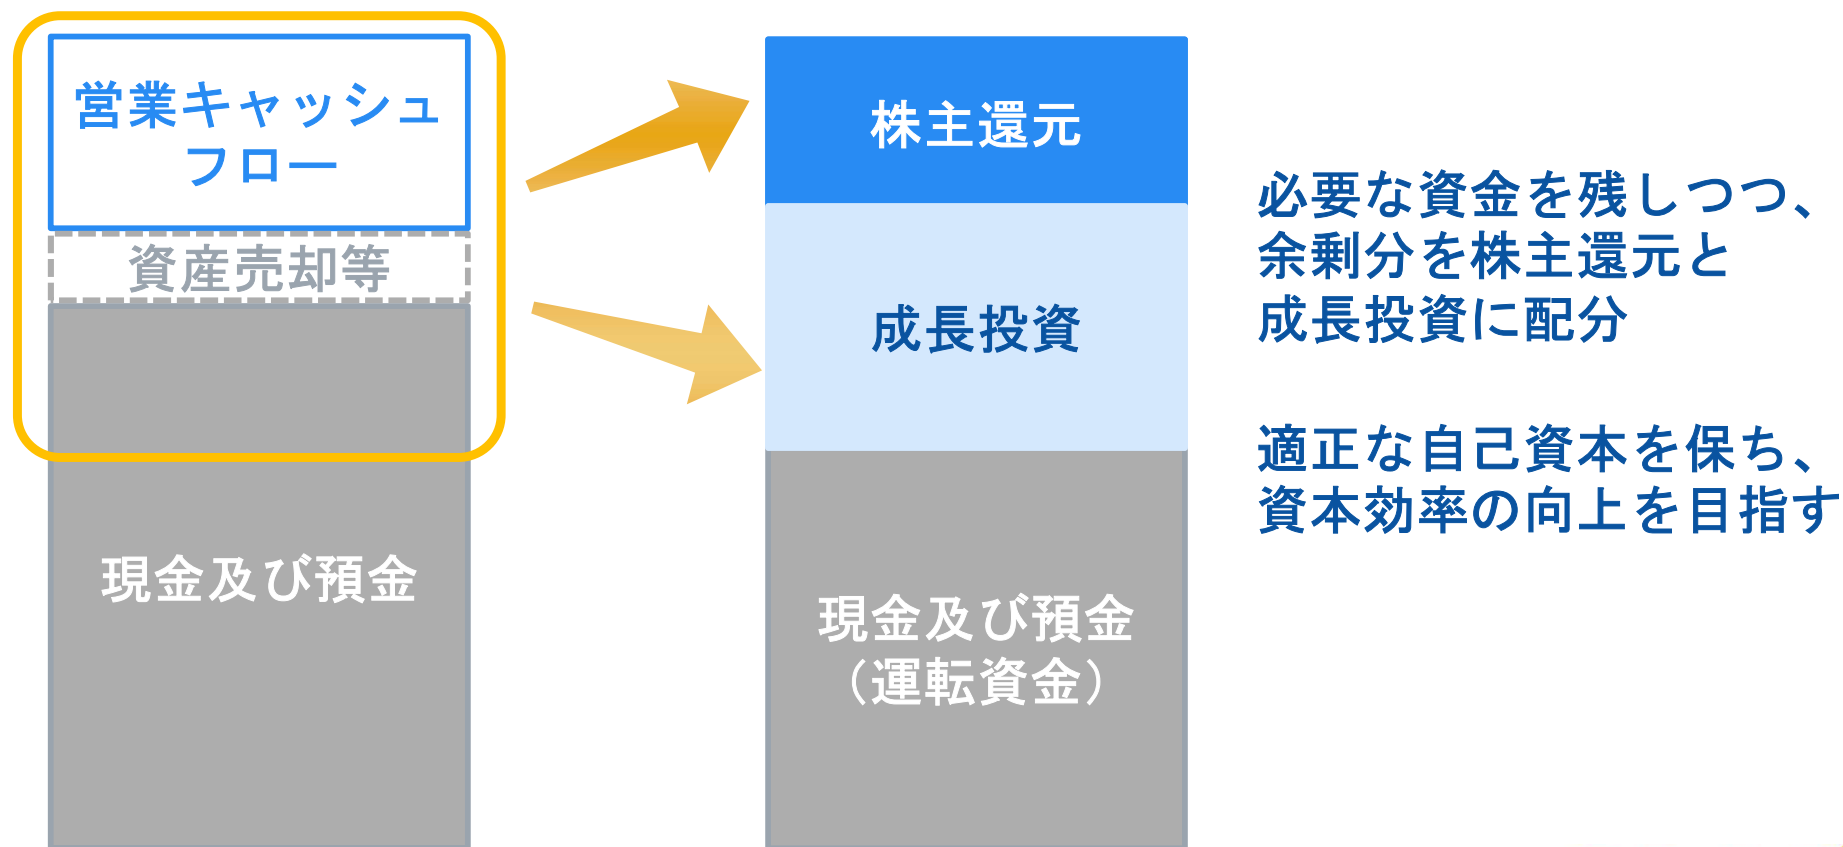 営業キャッシュ
フロー
資産売却等
現金及び預金
株主還元
成長投資
現金及び預金
（運転資金）
必要な資金を残しつつ、
余剰分を株主還元と
成長投資に配分
適正な自己資本を保ち、
資本効率の向上を目指す